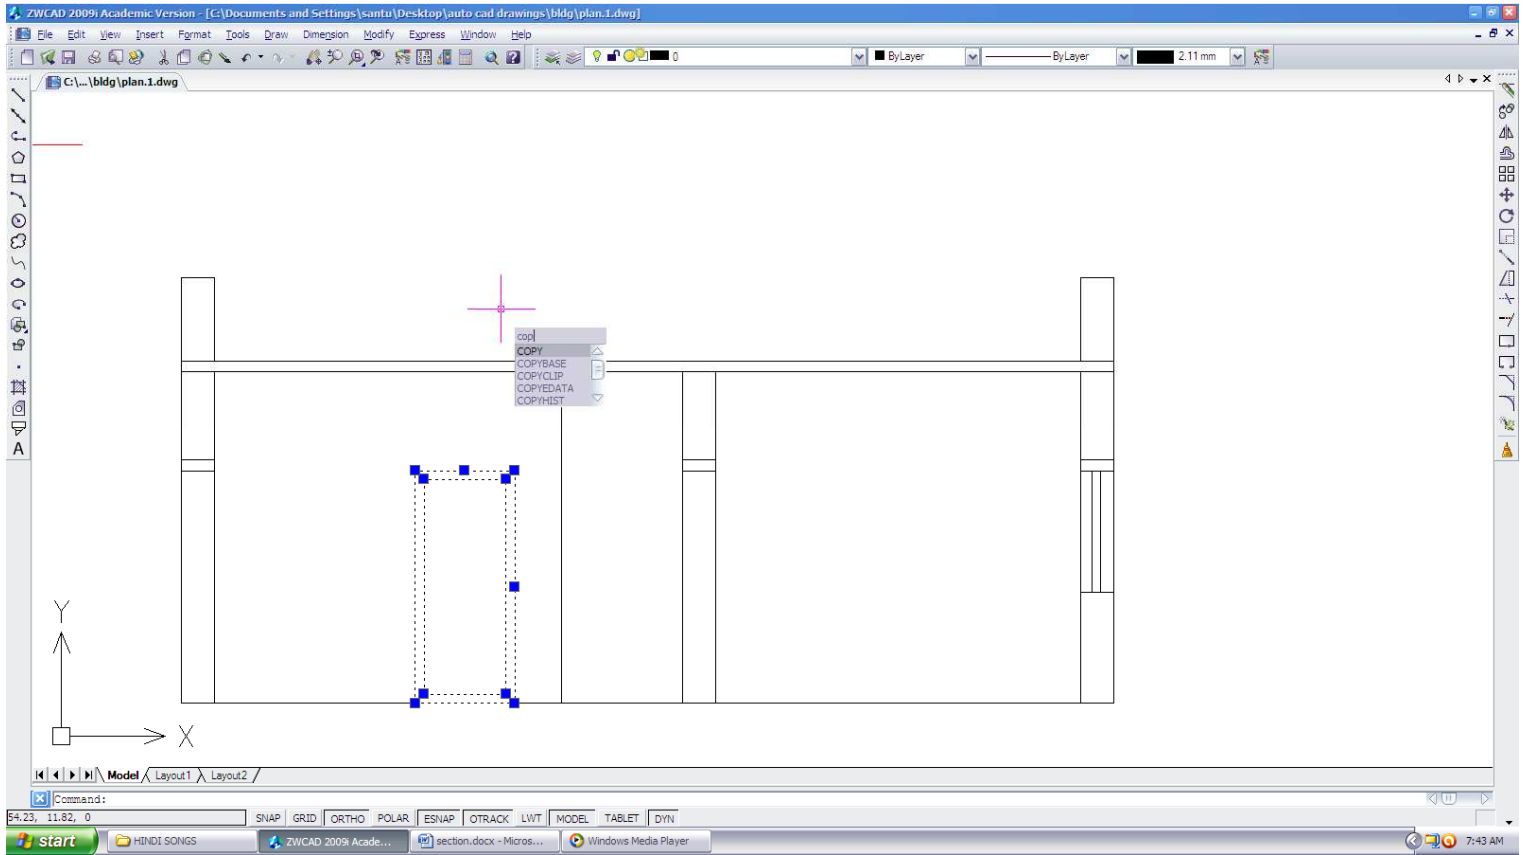 ZWCAD 2009i Academic Version - [C:\Documents and Settings\santu\Desktop\auto cad drawings\bldg\plan.1.dwg]
File Edit View Insert Format Tools Draw Dimension Modify Express Window Help
0 ByLayer ByLayer 2.11 mm
C:\...\bldg\plan.1.dwg
cop
COPY
COPYBASE
COPYCLIP
COPYEDATA
COPYHIST
Y
X
Model Layout1 Layout2
Command:
54.23, 11.82, 0 SNAP GRID ORTHO POLAR ESNAP OTRACK LWT MODEL TABLET DYN
start HINDI SONGS ZWCAD 2009i Acade... section.docx - Micros... Windows Media Player 7:43 AM